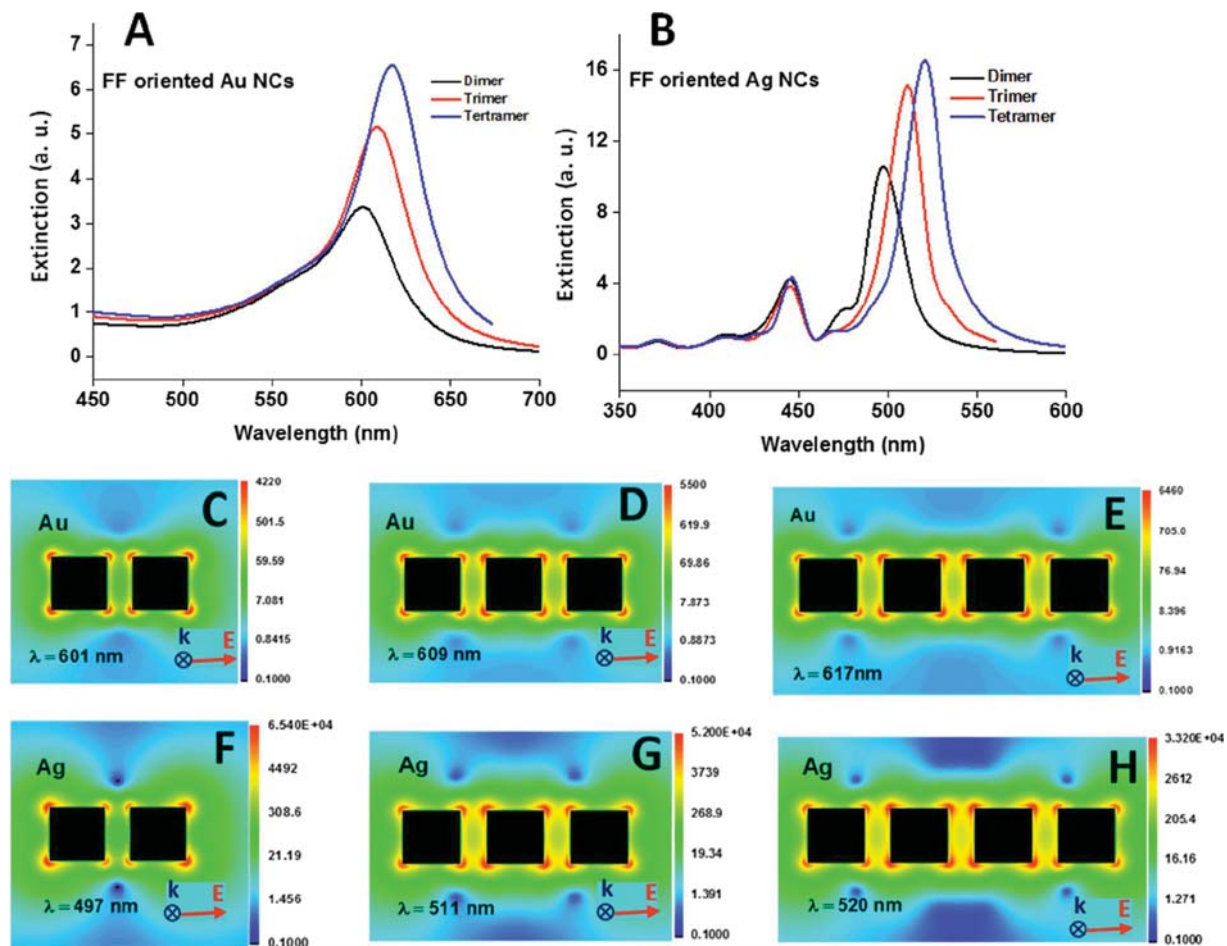 A
FF oriented Au NCs
Dimer
Trimer
Tertramer
Extinction (a. u.)
7
6
5
4
3
2
1
0
450 500 550 600 650 700
Wavelength (nm)
B
FF oriented Ag NCs
Dimer
Trimer
Tetramer
Extinction (a. u.)
16
12
8
4
0
350 400 450 500 550 600
Wavelength (nm)
C
Au
k
E
λ = 601 nm
4220
501.5
59.59
7.081
0.8415
0.1000
D
Au
k
E
λ = 609 nm
5500
619.9
69.86
7.873
0.8873
0.1000
E
Au
k
E
λ = 617nm
6460
705.0
76.94
8.396
0.9163
0.1000
F
Ag
k
E
λ = 497 nm
6.540E+04
4492
308.6
21.19
1.456
0.1000
G
Ag
k
E
λ = 511 nm
5.200E+04
3739
268.9
19.34
1.391
0.1000
H
Ag
k
E
λ = 520 nm
3.320E+04
2612
205.4
16.16
1.271
0.1000